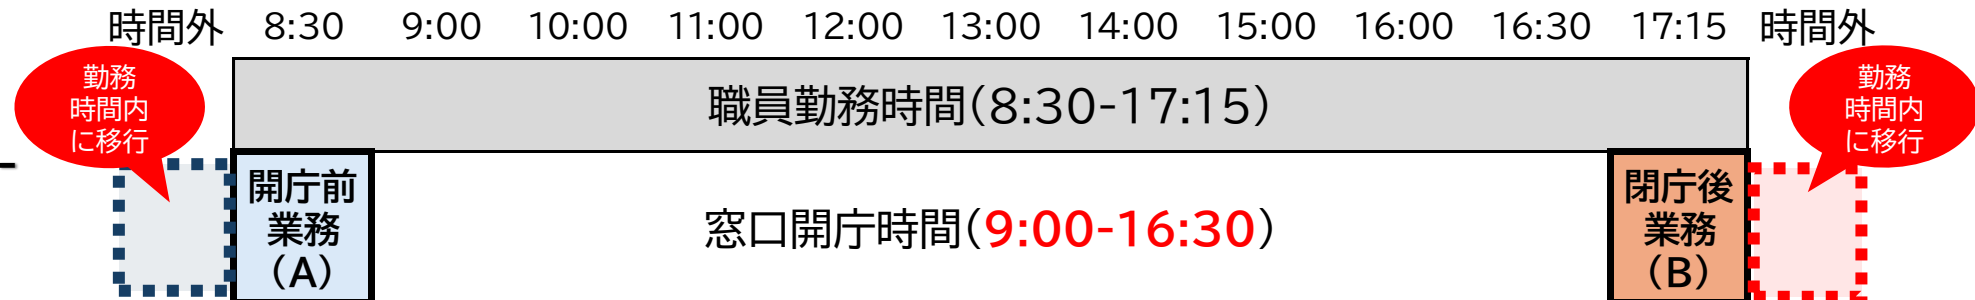 時間外 8:30 9:00 10:00 11:00 12:00 13:00 14:00 15:00 16:00 16:30 17:15 時間外
勤務
時間内
に移行
職員勤務時間(8:30-17:15)
勤務
時間内
に移行
開庁前
業務
(A)
窓口開庁時間(9:00-16:30)
閉庁後
業務
(B)